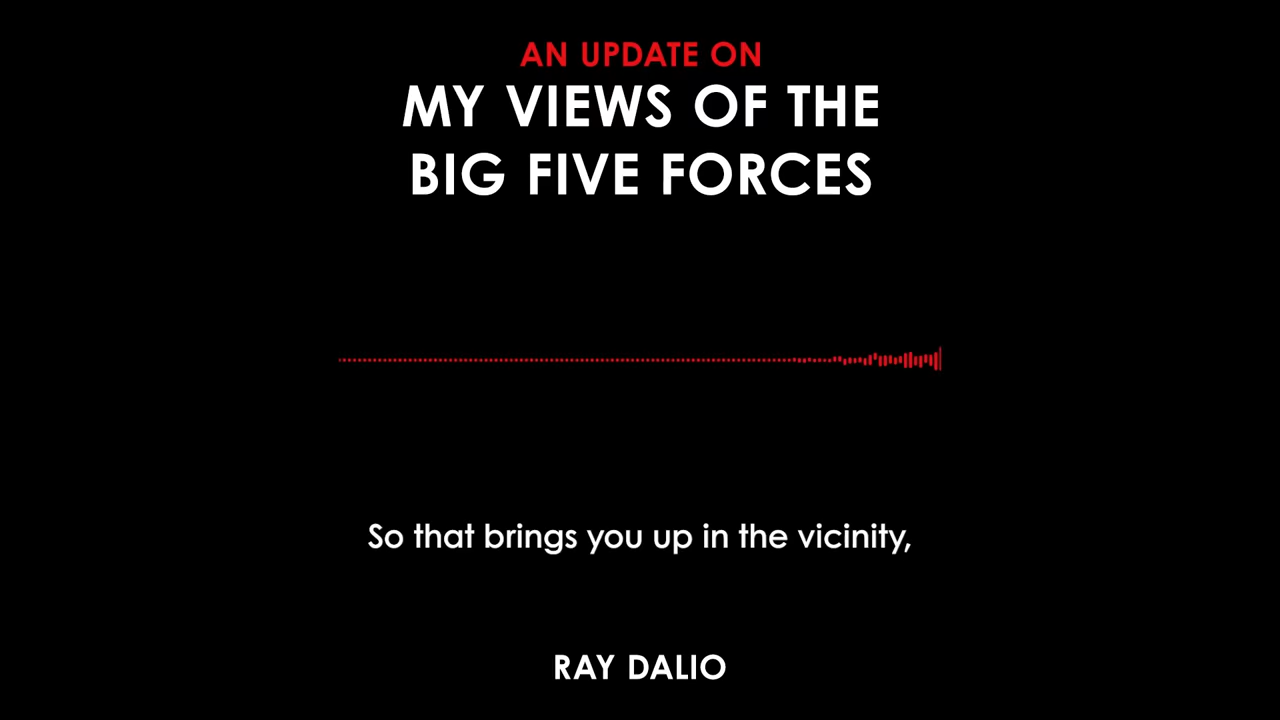 AN UPDATE ON
MY VIEWS OF THE
BIG FIVE FORCES
So that brings you up in the vicinity,
RAY DALIO